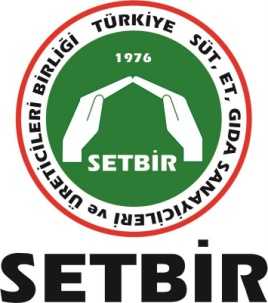 TÜRKİYE SÜT, ET, GIDA SANAYİCİLERİ ve ÜRETİCİLERİ BİRLİĞİ
1976
SETBİR
SETBİR